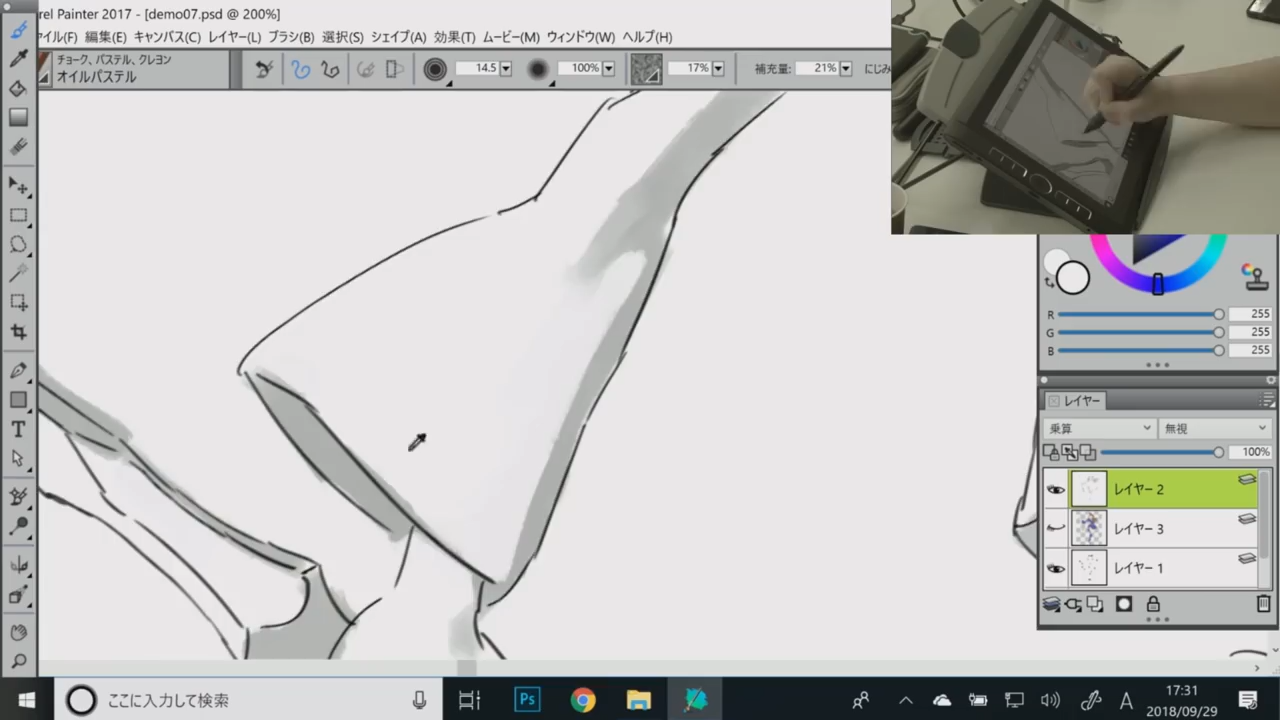 rel Painter 2017 - [demo07.psd @ 200%]
ァイル(F) 編集(E) キャンバス(C) レイヤー(L) ブラシ(B) 選択(S) シェイプ(A) 効果(T) ムービー(M) ウィンドウ(W) ヘルプ(H)
チョーク、パステル、クレヨン
オイルパステル
14.5
100%
17%
補充量: 21%
にじみ
R 255
G 255
B 255
レイヤー
乗算
無視
100%
レイヤー 2
レイヤー 3
レイヤー 1
T
ここに入力して検索
Ps
A
17:31
2018/09/29